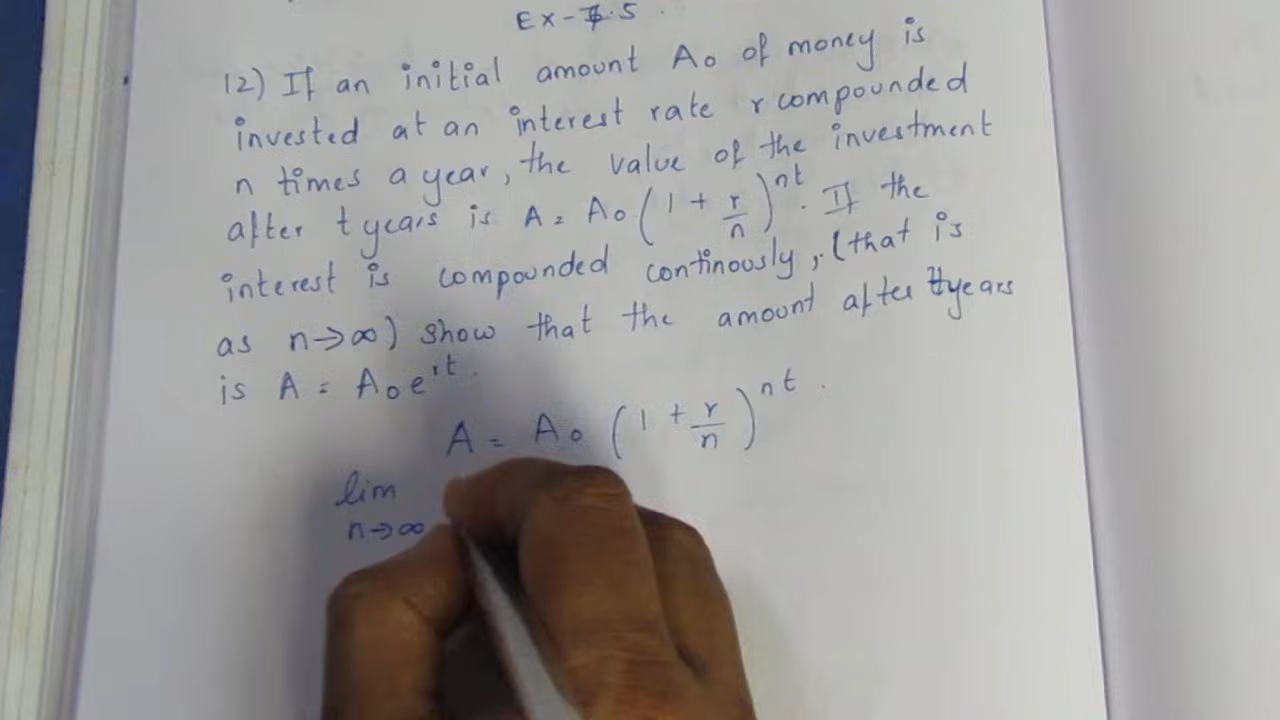 Ex-7.5
12) If an initial amount A₀ of money is
invested at an interest rate r compounded
n times a year, the value of the investment
after t years is A = A₀ (1 + r/n)^nt. If the
interest is compounded continously, (that is
as n→∞) show that the amount after t years
is A = A₀e^rt.
A = A₀ (1 + r/n)^nt.
lim
n→∞